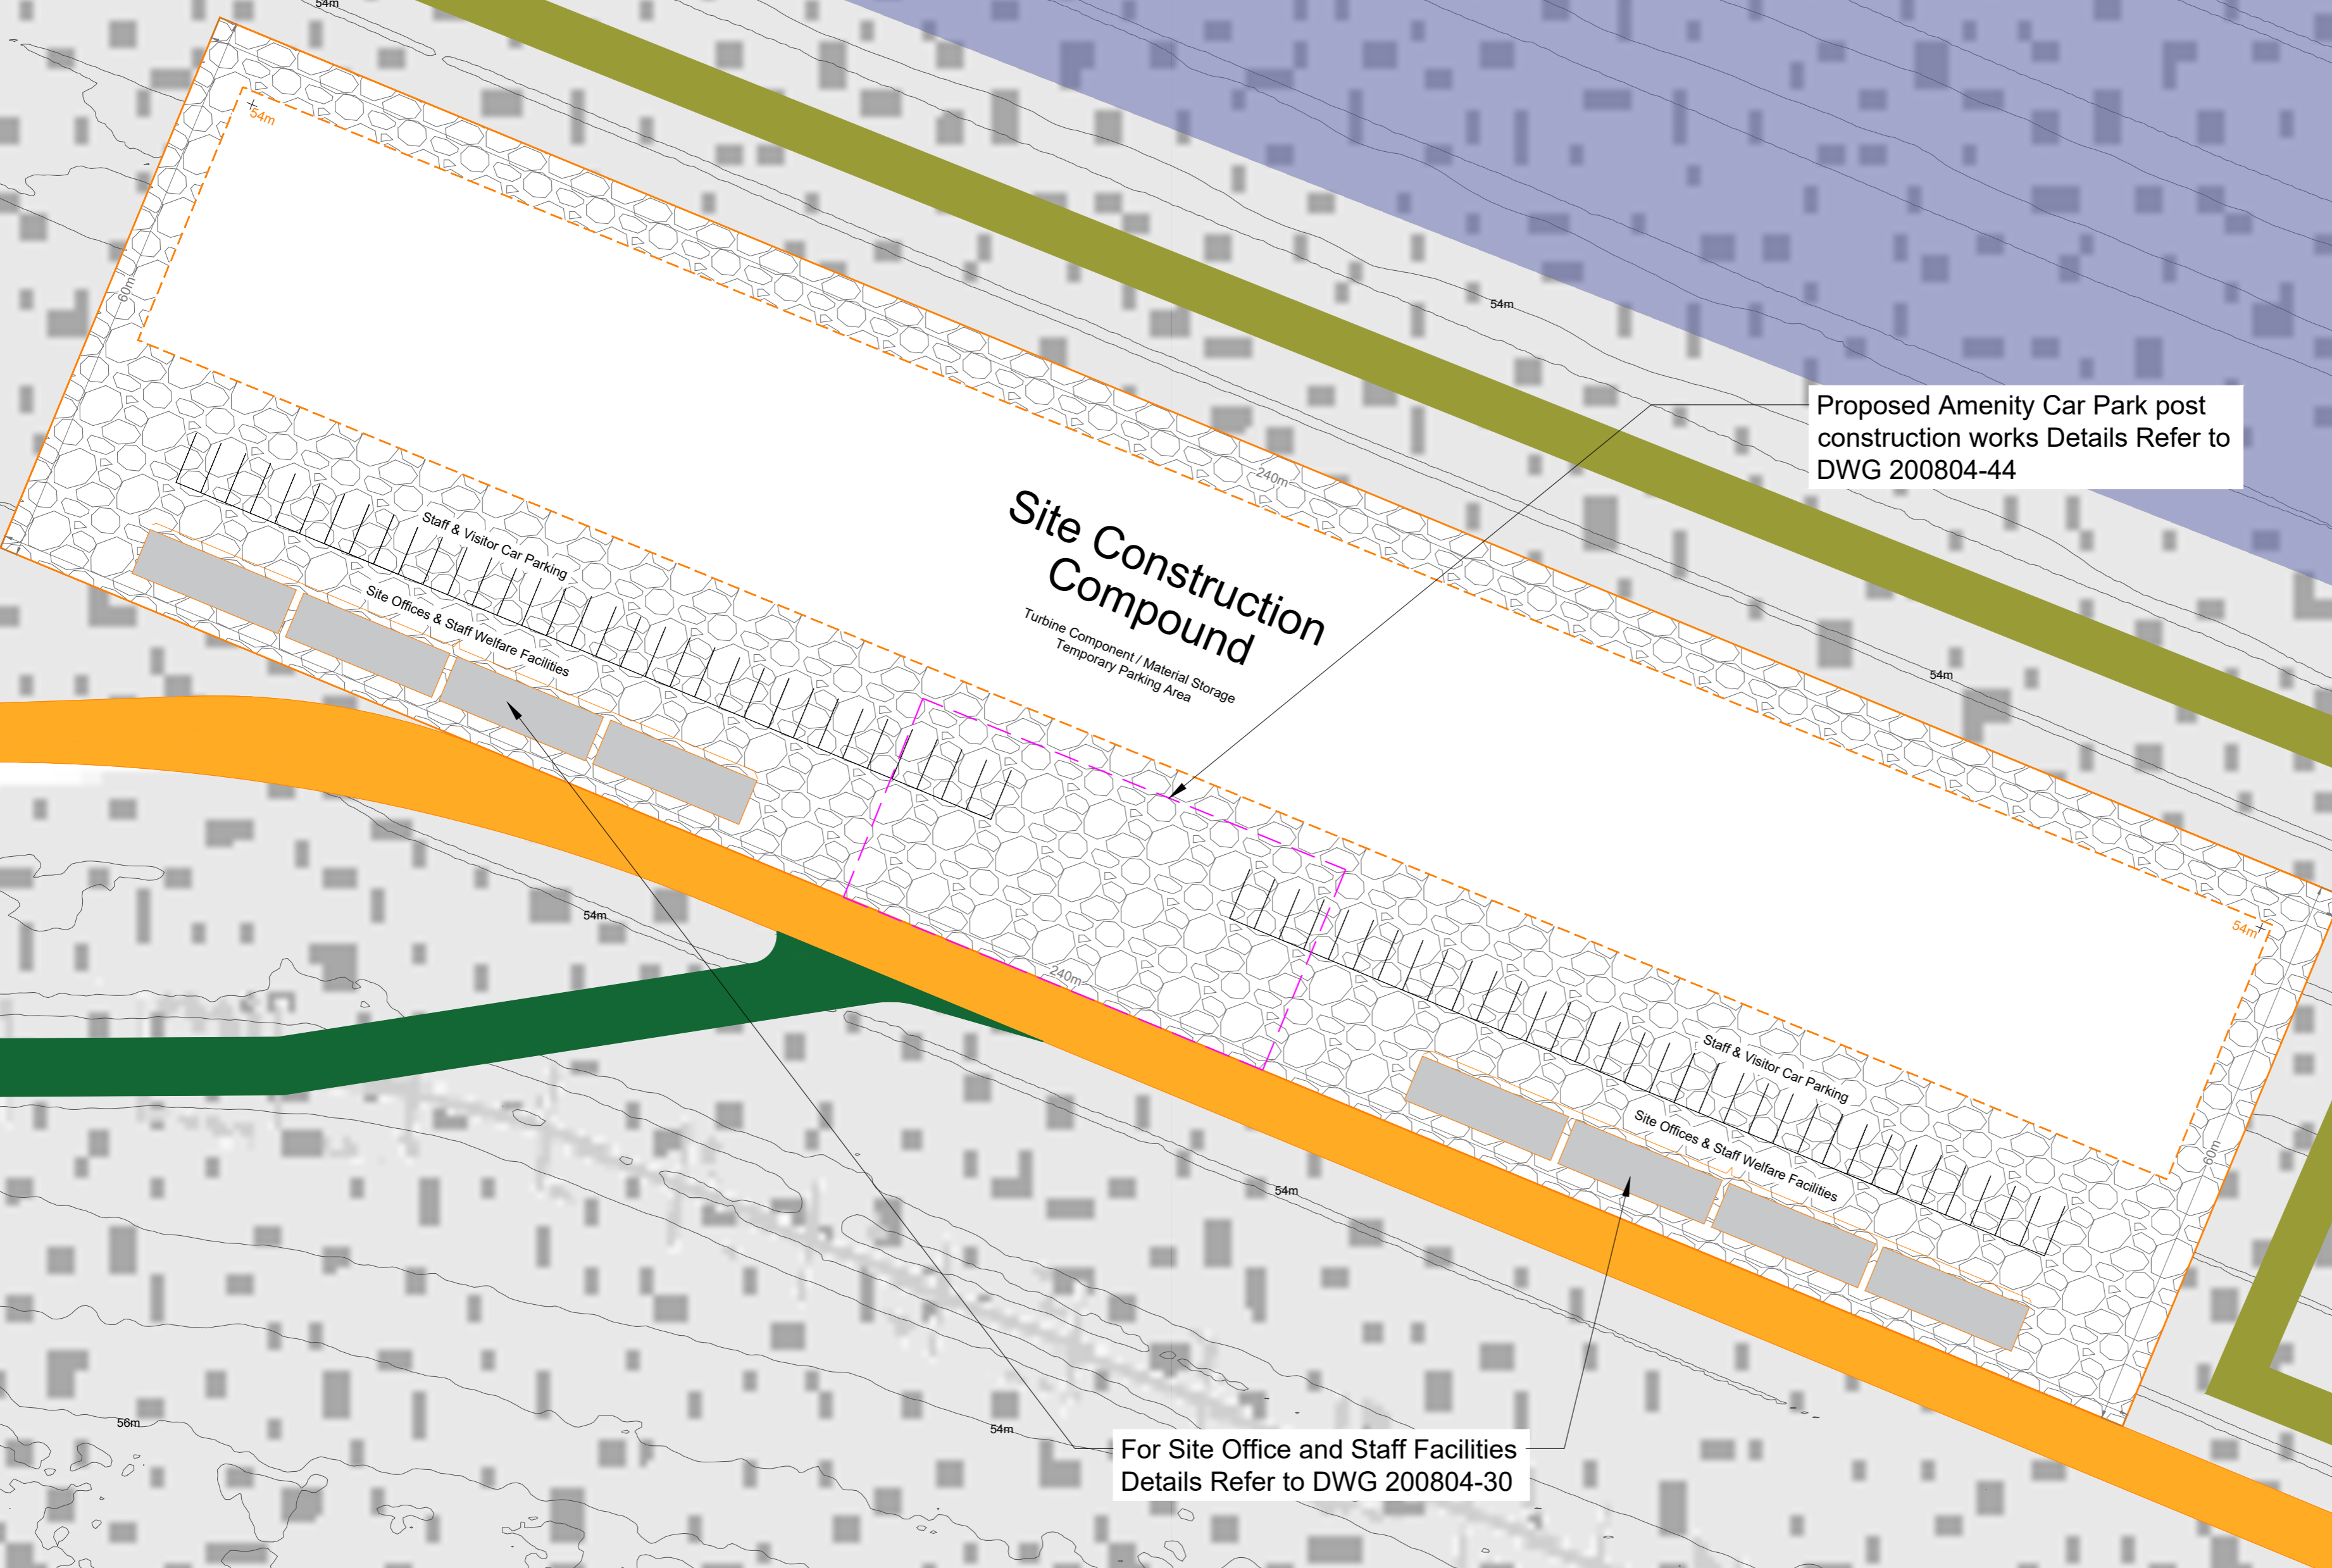 54m
54m
60m
54m
Proposed Amenity Car Park post
construction works Details Refer to
DWG 200804-44
240m
Site Construction
Compound
Turbine Component / Material Storage
Temporary Parking Area
Staff & Visitor Car Parking
Site Offices & Staff Welfare Facilities
54m
54m
54m
240m
Staff & Visitor Car Parking
Site Offices & Staff Welfare Facilities
60m
54m
56m
54m
For Site Office and Staff Facilities
Details Refer to DWG 200804-30